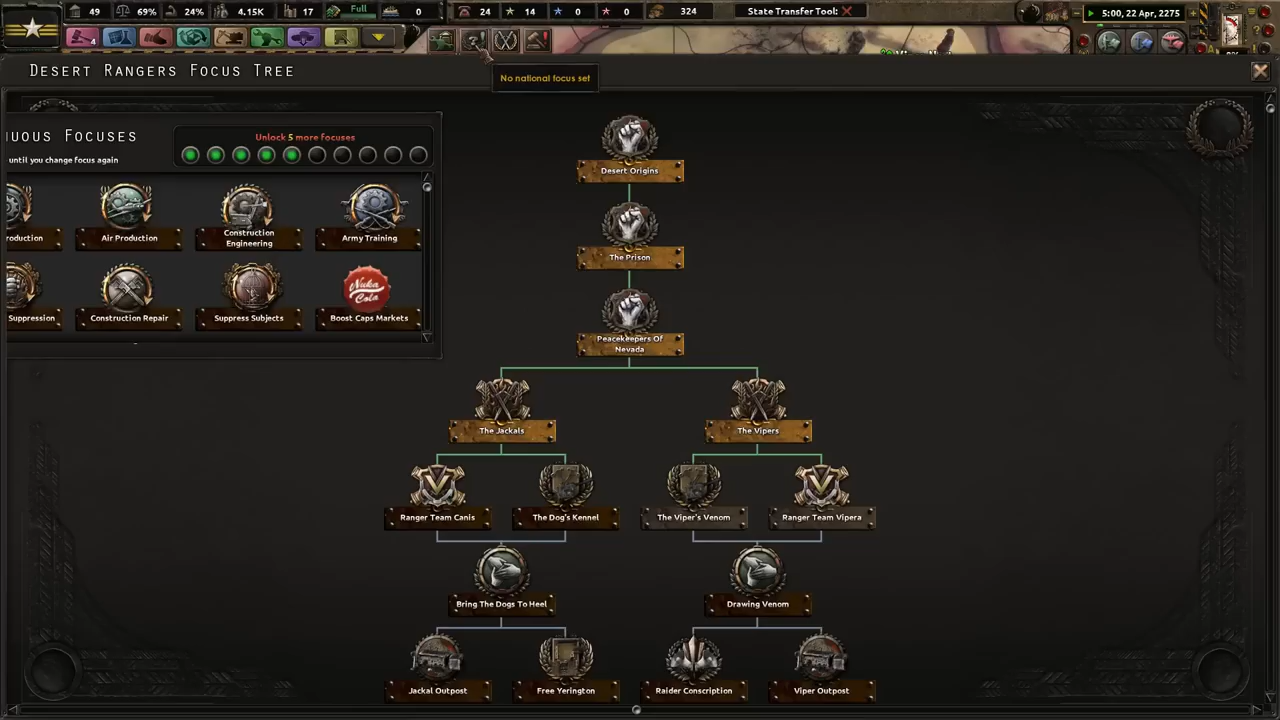 49
69%
24%
4.15K
17
Full
0
24
14
0
0
324
State Transfer Tool:
5:00, 22 Apr, 2275
4
Desert Rangers Focus Tree
No national focus set
uous Focuses
until you change focus again
Unlock 5 more focuses
roduction
Air Production
Construction
Engineering
Army Training
Suppression
Construction Repair
Suppress Subjects
Nuka
Cola
Boost Caps Markets
Desert Origins
The Prison
Peacekeepers Of
Nevada
The Jackals
The Vipers
Ranger Team Canis
The Dog's Kennel
The Viper's Venom
Ranger Team Vipera
Bring The Dogs To Heel
Drawing Venom
Jackal Outpost
Free Yerington
Raider Conscription
Viper Outpost